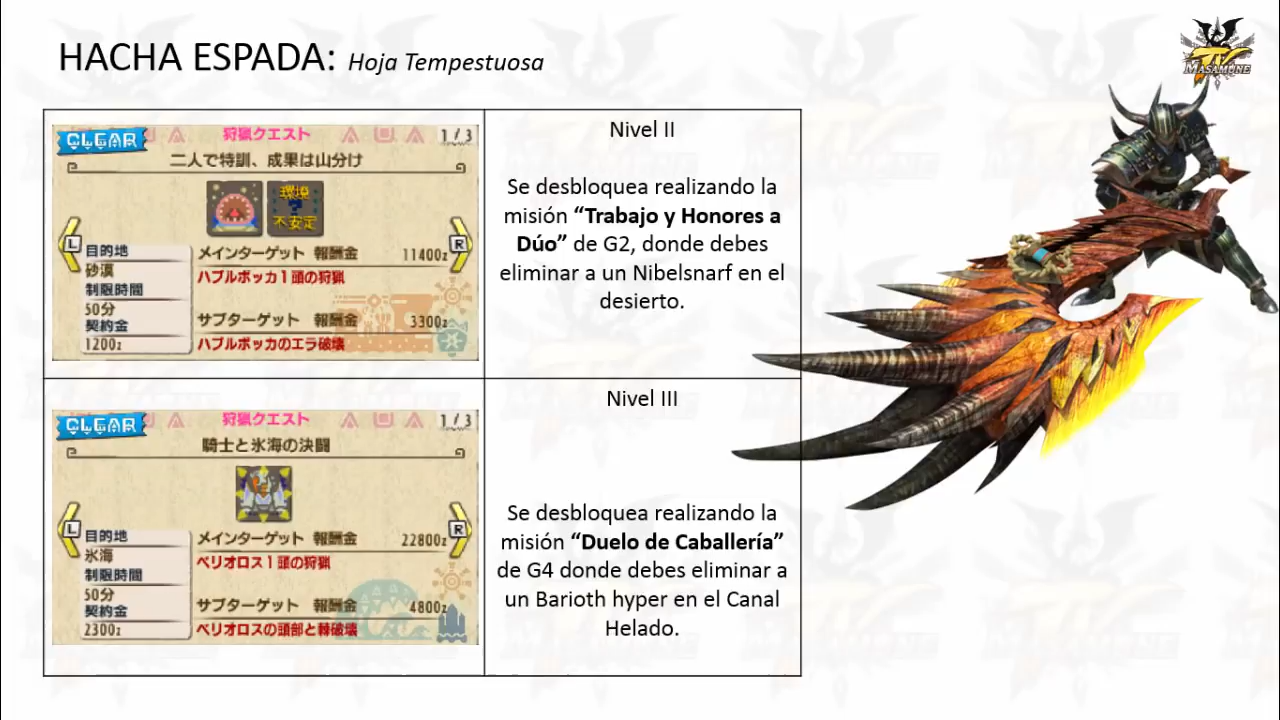 HACHA ESPADA: Hoja Tempestuosa
MASAMUNE
TV
CLEAR
狩猟クエスト
1/3
二人で特訓、成果は山分け
環境
?
不安定
L
R
目的地
砂漠
制限時間
50分
契約金
1200z
メインターゲット 報酬金 11400z
ハプルボッカ1頭の狩猟
サブターゲット 報酬金 3300z
ハプルボッカのエラ破壊
Nivel II
Se desbloquea realizando la
misión “Trabajo y Honores a
Dúo” de G2, donde debes
eliminar a un Nibelsnarf en el
desierto.
CLEAR
狩猟クエスト
1/3
騎士と氷海の決闘
L
R
目的地
氷海
制限時間
50分
契約金
2300z
メインターゲット 報酬金 22800z
ベリオロス1頭の狩猟
サブターゲット 報酬金 4800z
ベリオロスの頭部と棘破壊
Nivel III
Se desbloquea realizando la
misión “Duelo de Caballería”
de G4 donde debes eliminar a
un Barioth hyper en el Canal
Helado.